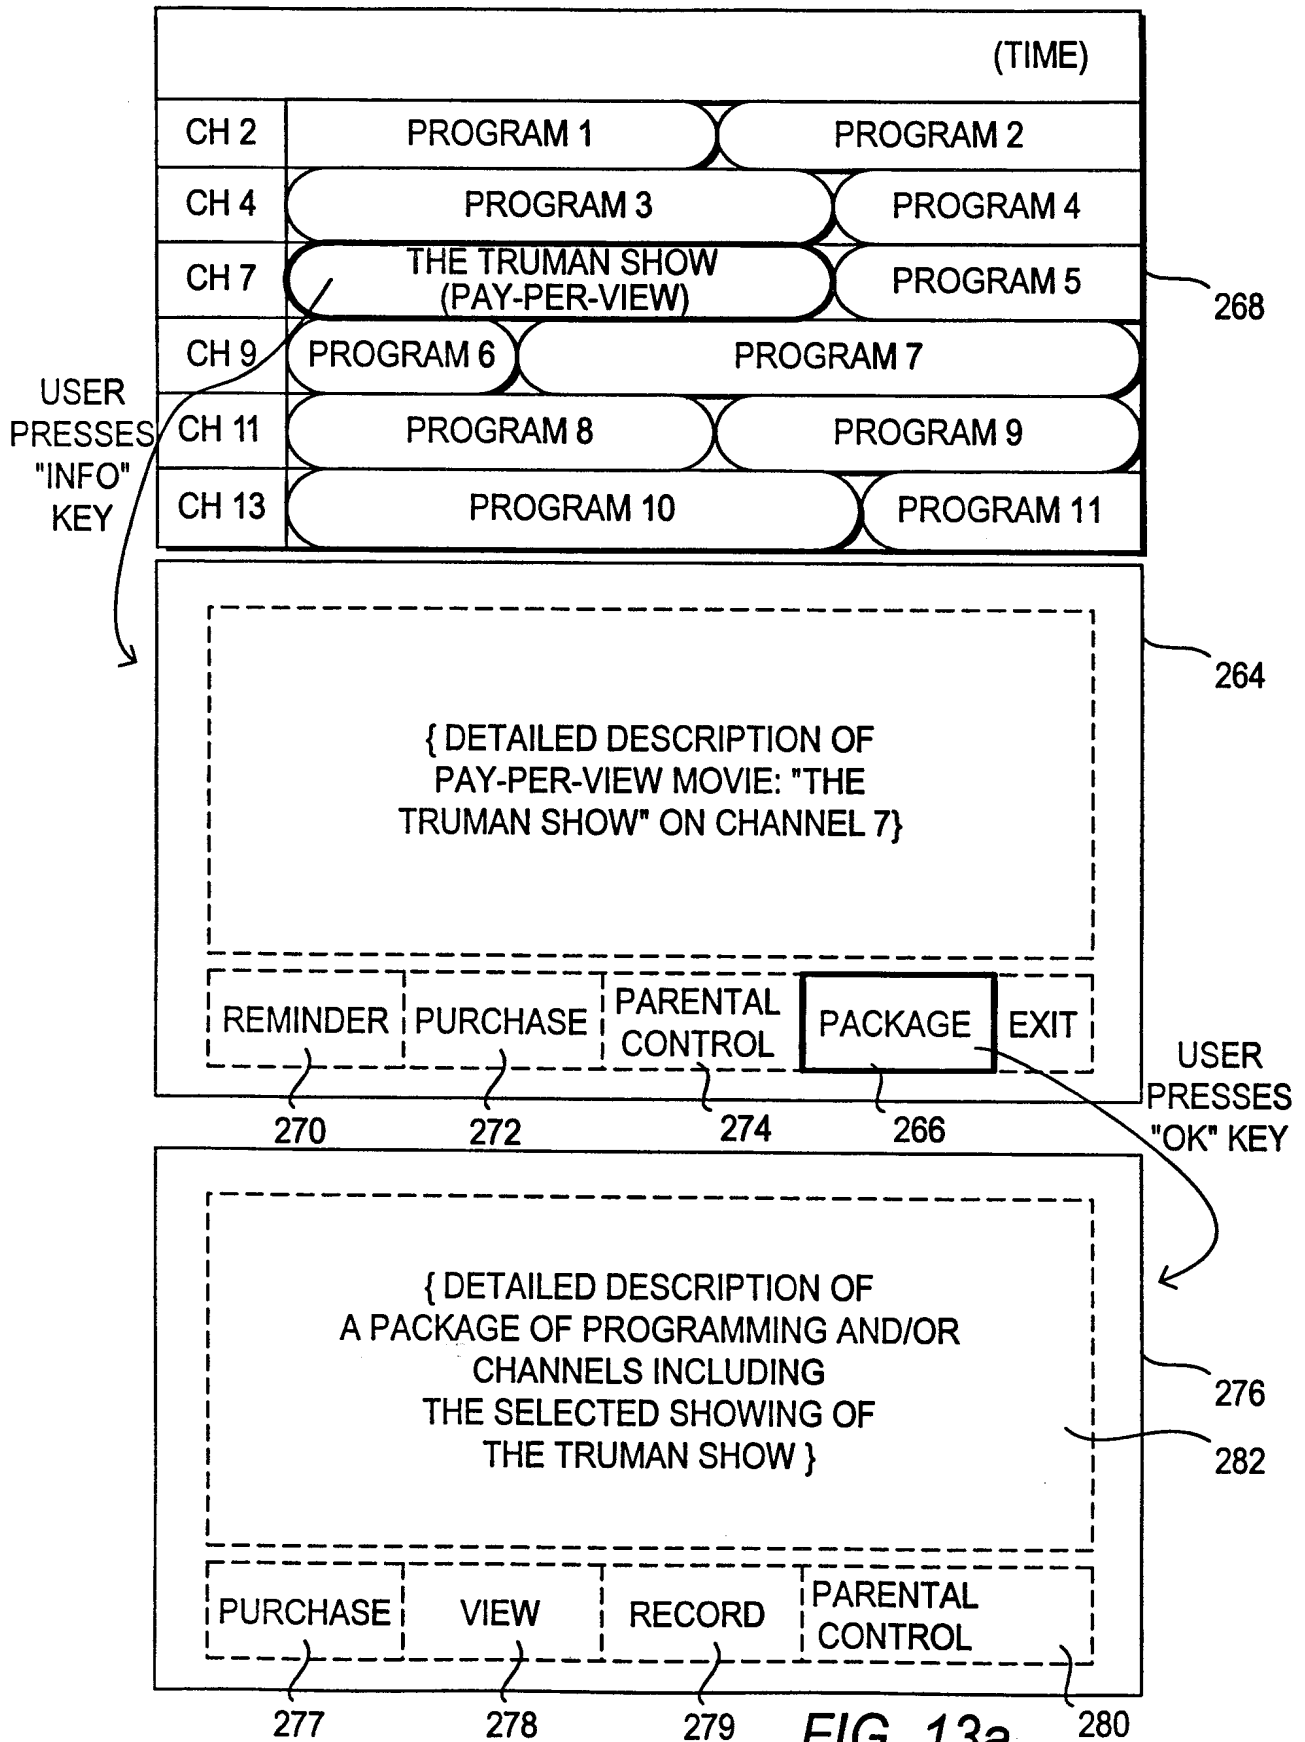 (TIME)
CH 2 PROGRAM 1 PROGRAM 2
CH 4 PROGRAM 3 PROGRAM 4
CH 7 THE TRUMAN SHOW
(PAY-PER-VIEW) PROGRAM 5
268
CH 9 PROGRAM 6 PROGRAM 7
CH 11 PROGRAM 8 PROGRAM 9
CH 13 PROGRAM 10 PROGRAM 11
USER
PRESSES
"INFO"
KEY
264
{ DETAILED DESCRIPTION OF
PAY-PER-VIEW MOVIE: "THE
TRUMAN SHOW" ON CHANNEL 7}
REMINDER PURCHASE PARENTAL
CONTROL PACKAGE EXIT
USER
PRESSES
"OK" KEY
270 272 274 266
{ DETAILED DESCRIPTION OF
A PACKAGE OF PROGRAMMING AND/OR
CHANNELS INCLUDING
THE SELECTED SHOWING OF
THE TRUMAN SHOW }
276
282
PURCHASE VIEW RECORD PARENTAL
CONTROL
277 278 279 280
FIG. 13a